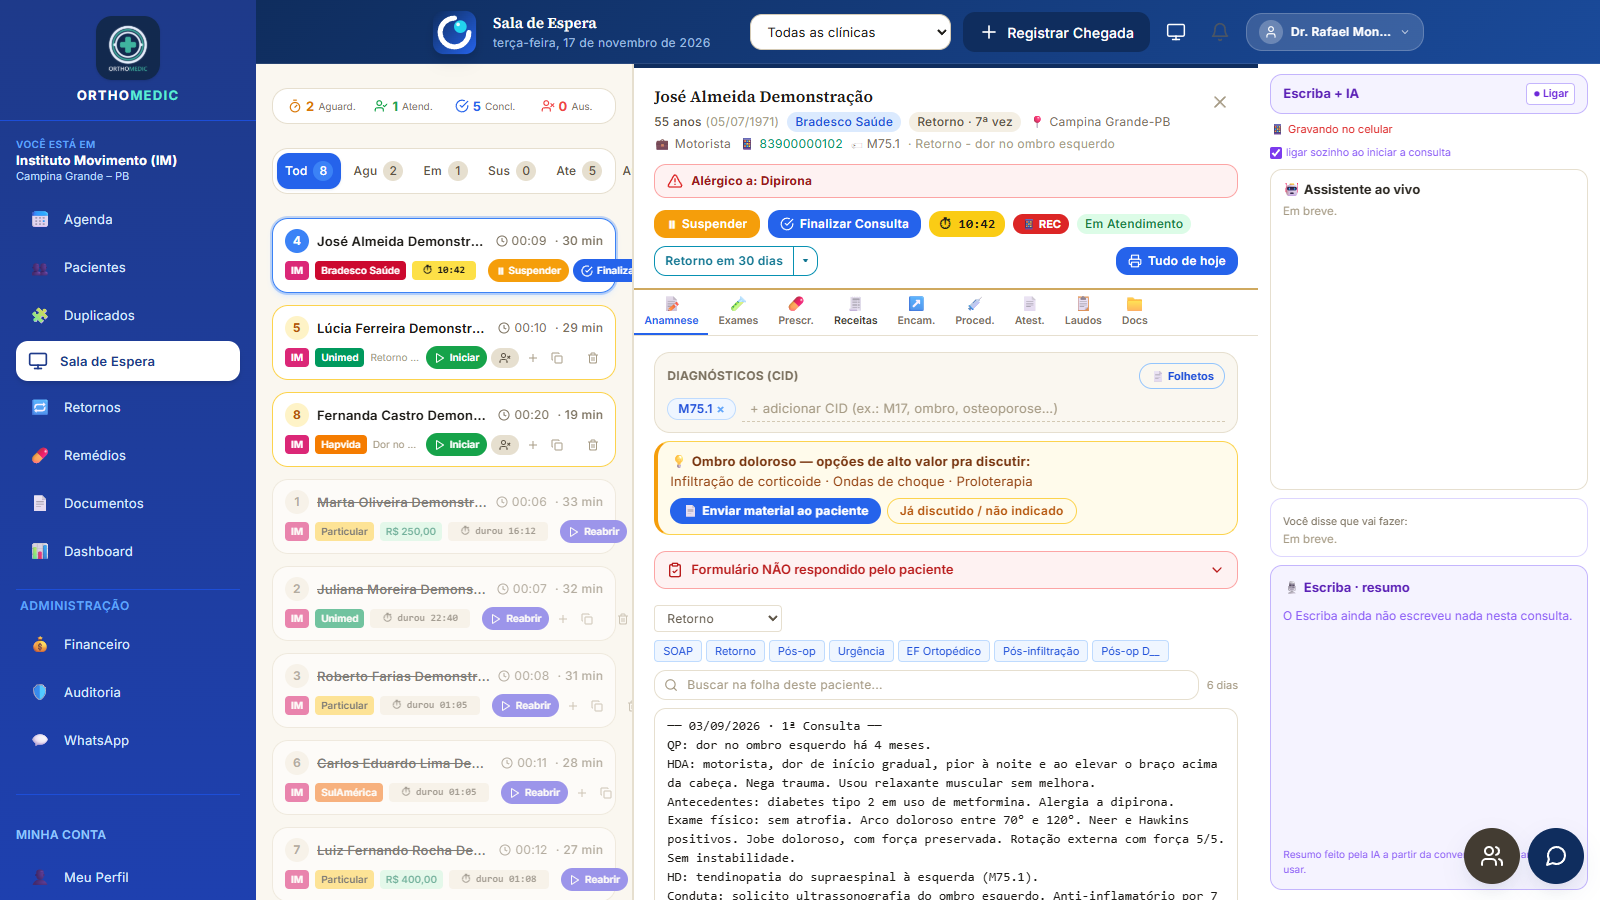 ORTHOMEDIC
ORTHOMEDIC
VOCÊ ESTÁ EM
Instituto Movimento (IM)
Campina Grande – PB
Agenda
Pacientes
Duplicados
Sala de Espera
Retornos
Remédios
Documentos
Dashboard
ADMINISTRAÇÃO
Financeiro
Auditoria
WhatsApp
MINHA CONTA
Meu Perfil
Sala de Espera
terça-feira, 17 de novembro de 2026
Todas as clínicas
Registrar Chegada
Dr. Rafael Mon...
2 Aguard.
1 Atend.
5 Concl.
0 Aus.
Tod 8
Agu 2
Em 1
Sus 0
Ate 5
A
4 José Almeida Demonstr... 00:09 · 30 min
IM Bradesco Saúde 10:42 Suspender Finaliza
5 Lúcia Ferreira Demonstr... 00:10 · 29 min
IM Unimed Retorno ... Iniciar
8 Fernanda Castro Demon... 00:20 · 19 min
IM Hapvida Dor no ... Iniciar
1 Marta Oliveira Demonstr... 00:06 · 33 min
IM Particular R$ 250,00 durou 16:12 Reabrir
2 Juliana Moreira Demons... 00:07 · 32 min
IM Unimed durou 22:40 Reabrir
3 Roberto Farias Demonstr... 00:08 · 31 min
IM Particular durou 01:05 Reabrir
6 Carlos Eduardo Lima De... 00:11 · 28 min
IM SulAmérica durou 01:05 Reabrir
7 Luiz Fernando Rocha De... 00:12 · 27 min
IM Particular R$ 400,00 durou 01:08 Reabrir
José Almeida Demonstração
55 anos (05/07/1971) Bradesco Saúde Retorno · 7ª vez Campina Grande-PB
Motorista 83900000102 M75.1 · Retorno - dor no ombro esquerdo
Alérgico a: Dipirona
Suspender
Finalizar Consulta
10:42
REC
Em Atendimento
Retorno em 30 dias
Tudo de hoje
Anamnese
Exames
Prescr.
Receitas
Encam.
Proced.
Atest.
Laudos
Docs
DIAGNÓSTICOS (CID)
Folhetos
M75.1 ×
+ adicionar CID (ex.: M17, ombro, osteoporose...)
Ombro doloroso — opções de alto valor pra discutir:
Infiltração de corticoide · Ondas de choque · Proloterapia
Enviar material ao paciente
Já discutido / não indicado
Formulário NÃO respondido pelo paciente
Retorno
SOAP
Retorno
Pós-op
Urgência
EF Ortopédico
Pós-infiltração
Pós-op D__
Buscar na folha deste paciente...
6 dias
—— 03/09/2026 · 1ª Consulta ——
QP: dor no ombro esquerdo há 4 meses.
HDA: motorista, dor de início gradual, pior à noite e ao elevar o braço acima
da cabeça. Nega trauma. Usou relaxante muscular sem melhora.
Antecedentes: diabetes tipo 2 em uso de metformina. Alergia a dipirona.
Exame físico: sem atrofia. Arco doloroso entre 70° e 120°. Neer e Hawkins
positivos. Jobe doloroso, com força preservada. Rotação externa com força 5/5.
Sem instabilidade.
HD: tendinopatia do supraespinal à esquerda (M75.1).
Conduta: solicito ultrassonografia do ombro esquerdo. Anti-inflamatório por 7
Escriba + IA
Ligar
Gravando no celular
ligar sozinho ao iniciar a consulta
Assistente ao vivo
Em breve.
Você disse que vai fazer:
Em breve.
Escriba · resumo
O Escriba ainda não escreveu nada nesta consulta.
Resumo feito pela IA a partir da conve
usar.